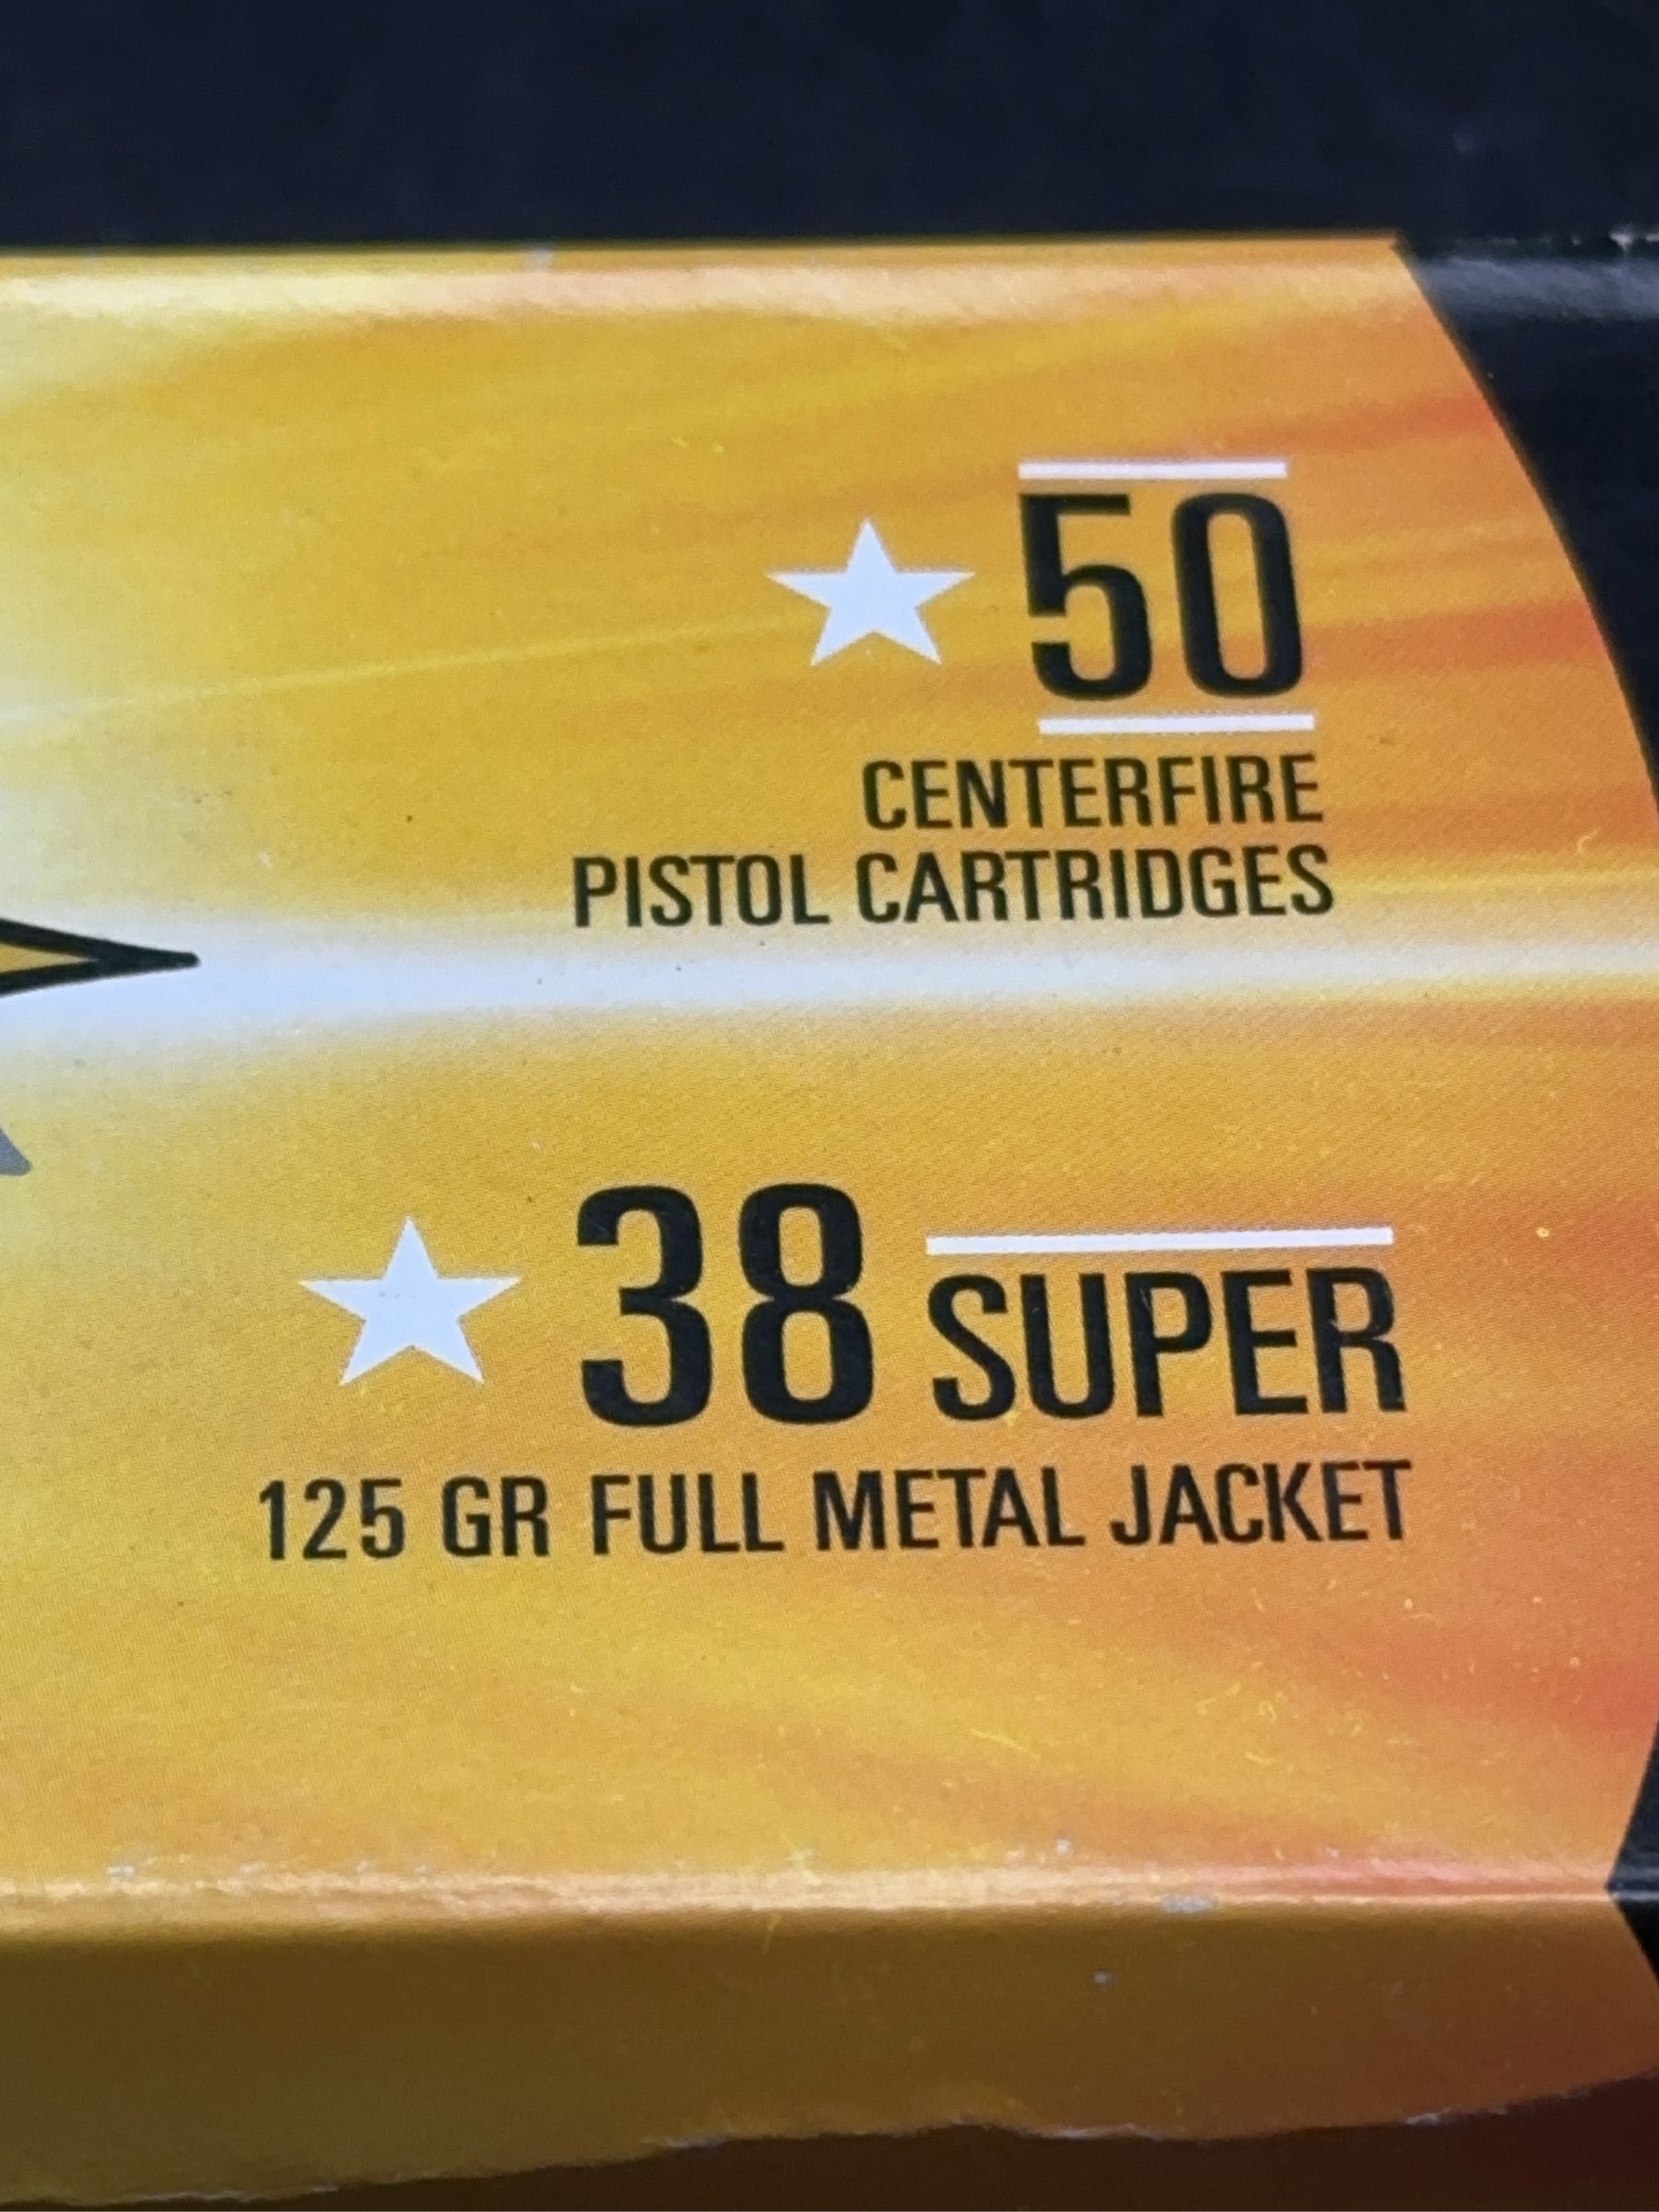 50
CENTERFIRE
PISTOL CARTRIDGES
38 SUPER
125 GR FULL METAL JACKET